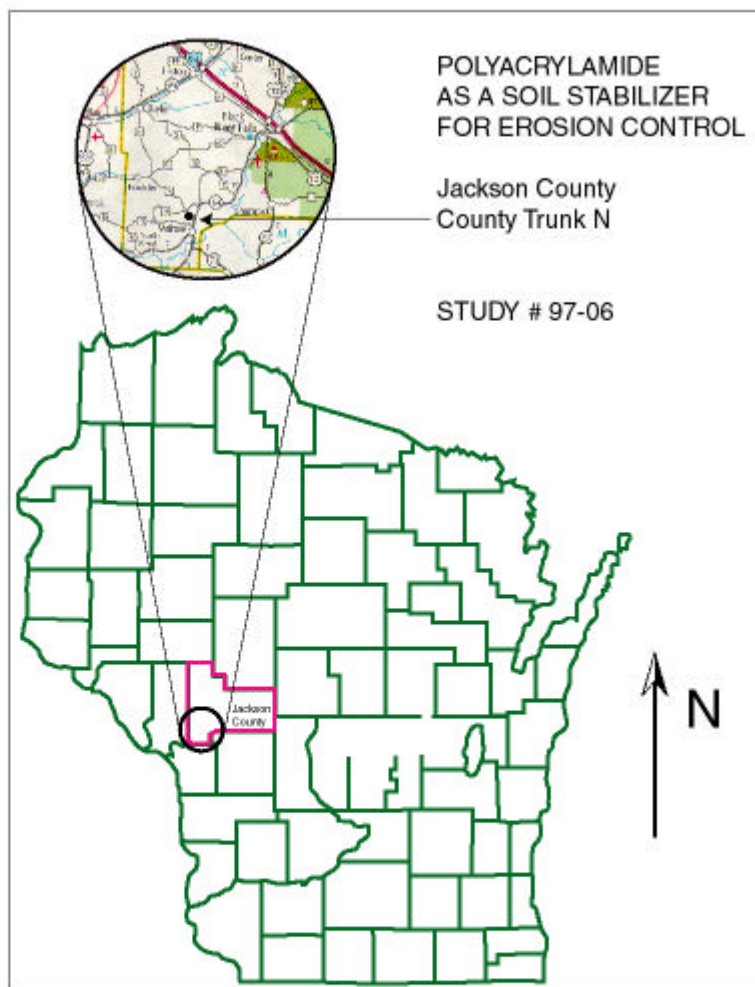 POLYACRYLAMIDE
AS A SOIL STABILIZER
FOR EROSION CONTROL
Jackson County
County Trunk N
STUDY # 97-06
Jackson
County
N